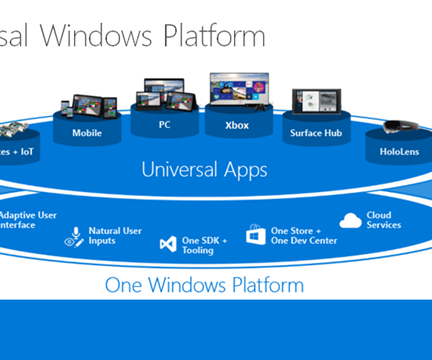 sal Windows Platform
Mobile
PC
Xbox
Surface Hub
HoloLens
es + IoT
Universal Apps
Adaptive User
nterface
Natural User
Inputs
One SDK +
Tooling
One Store +
One Dev Center
Cloud
Services
One Windows Platform